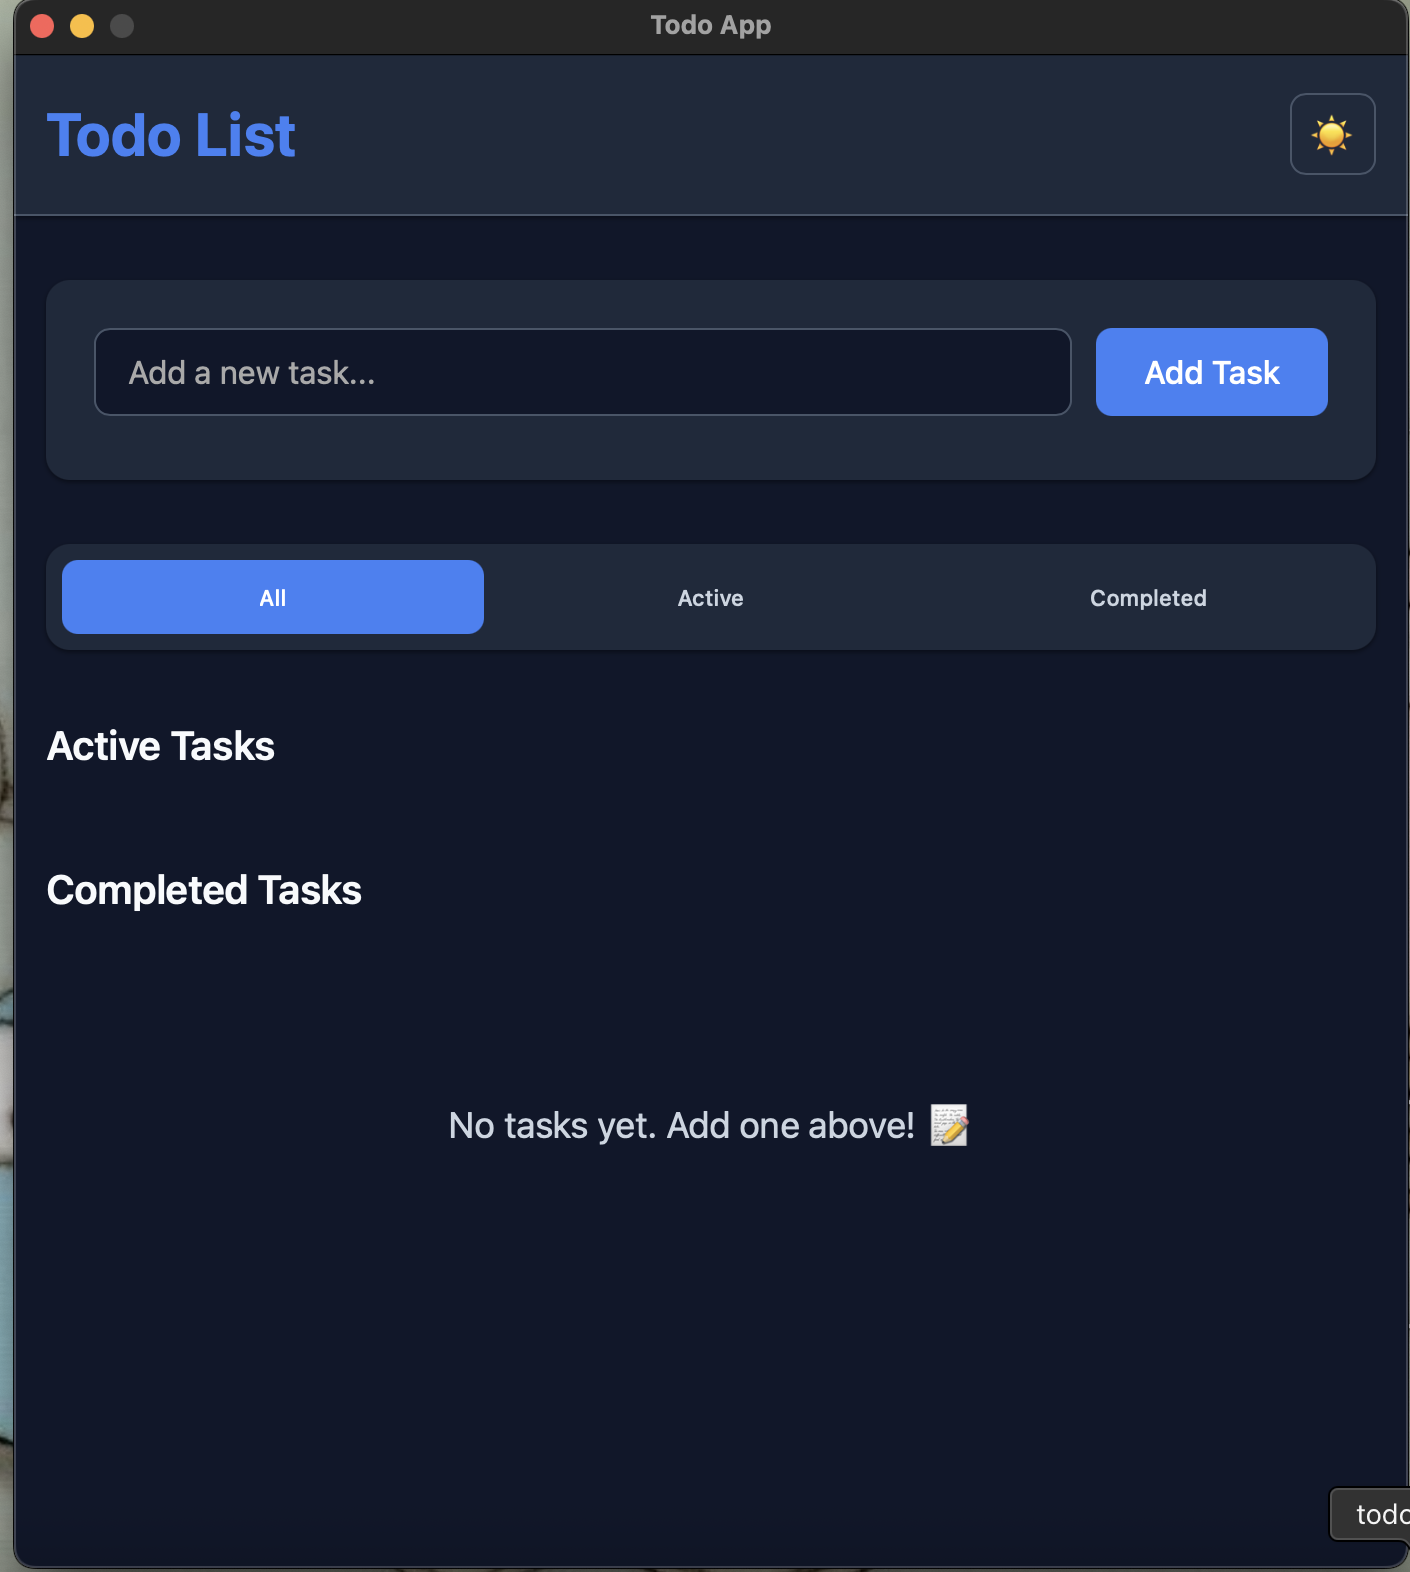 Todo App
Todo List
Add a new task...
Add Task
All
Active
Completed
Active Tasks
Completed Tasks
No tasks yet. Add one above!